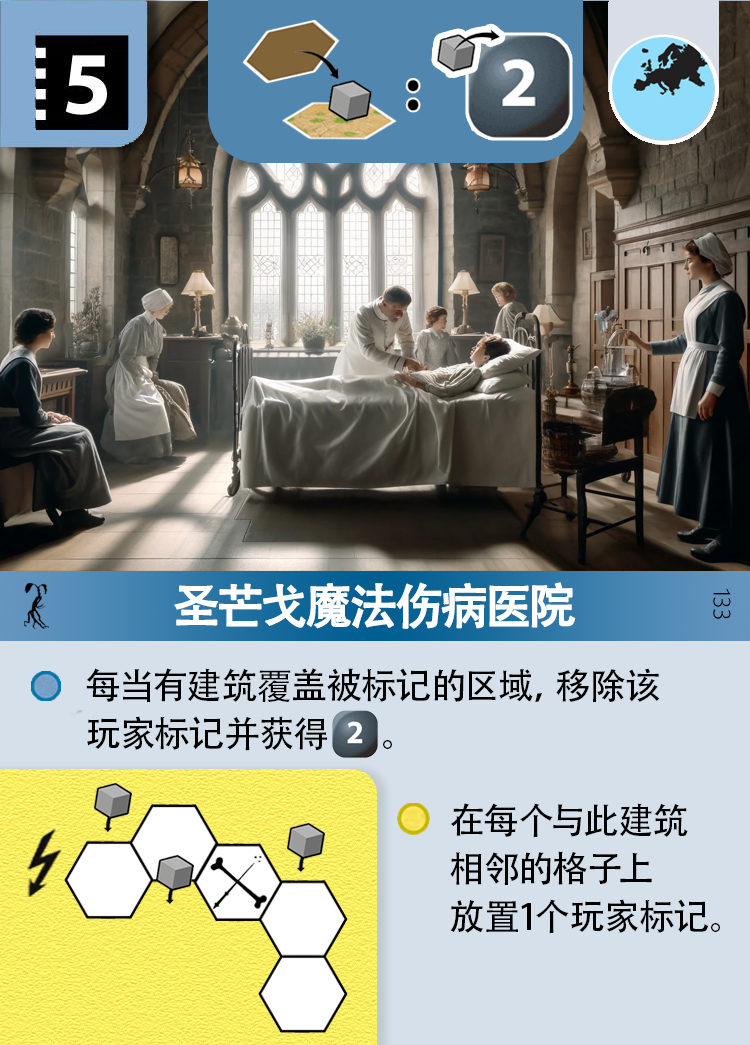 5
:
2
圣芒戈魔法伤病医院
133
每当有建筑覆盖被标记的区域，移除该
玩家标记并获得 2 。
在每个与此建筑
相邻的格子上
放置1个玩家标记。